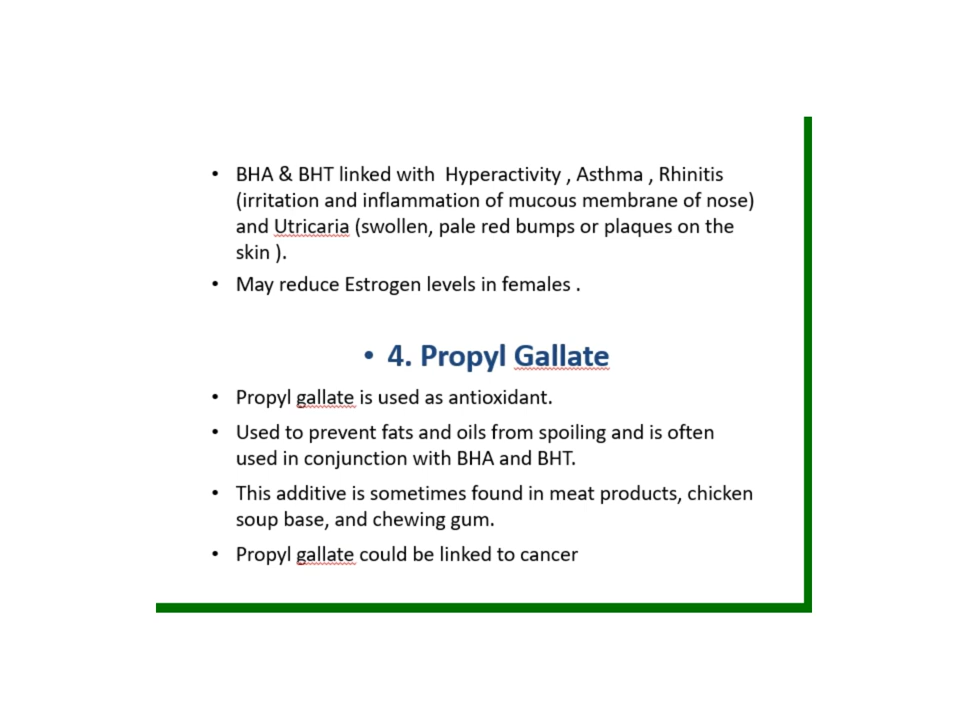 • BHA & BHT linked with  Hyperactivity , Asthma , Rhinitis
(irritation and inflammation of mucous membrane of nose)
and Utricaria (swollen, pale red bumps or plaques on the
skin ).
• May reduce Estrogen levels in females .
• 4. Propyl Gallate
• Propyl gallate is used as antioxidant.
• Used to prevent fats and oils from spoiling and is often
used in conjunction with BHA and BHT.
• This additive is sometimes found in meat products, chicken
soup base, and chewing gum.
• Propyl gallate could be linked to cancer